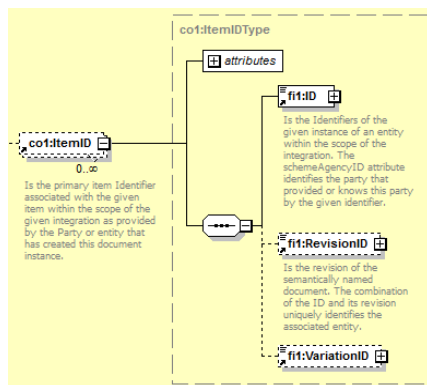 co1:ItemIDType
attributes
fi1:ID
Is the Identifiers of the
given instance of an entity
within the scope of the
integration. The
schemeAgencyID attribute
identifies the party that
provided or knows this party
by the given identifier.
co1:ItemID
0..∞
Is the primary item Identifier
associated with the given
item within the scope of the
given integration as provided
by the Party or entity that
has created this document
instance.
fi1:RevisionID
Is the revision of the
semantically named
document. The combination
of the ID and its revision
uniquely identifies the
associated entity.
fi1:VariationID